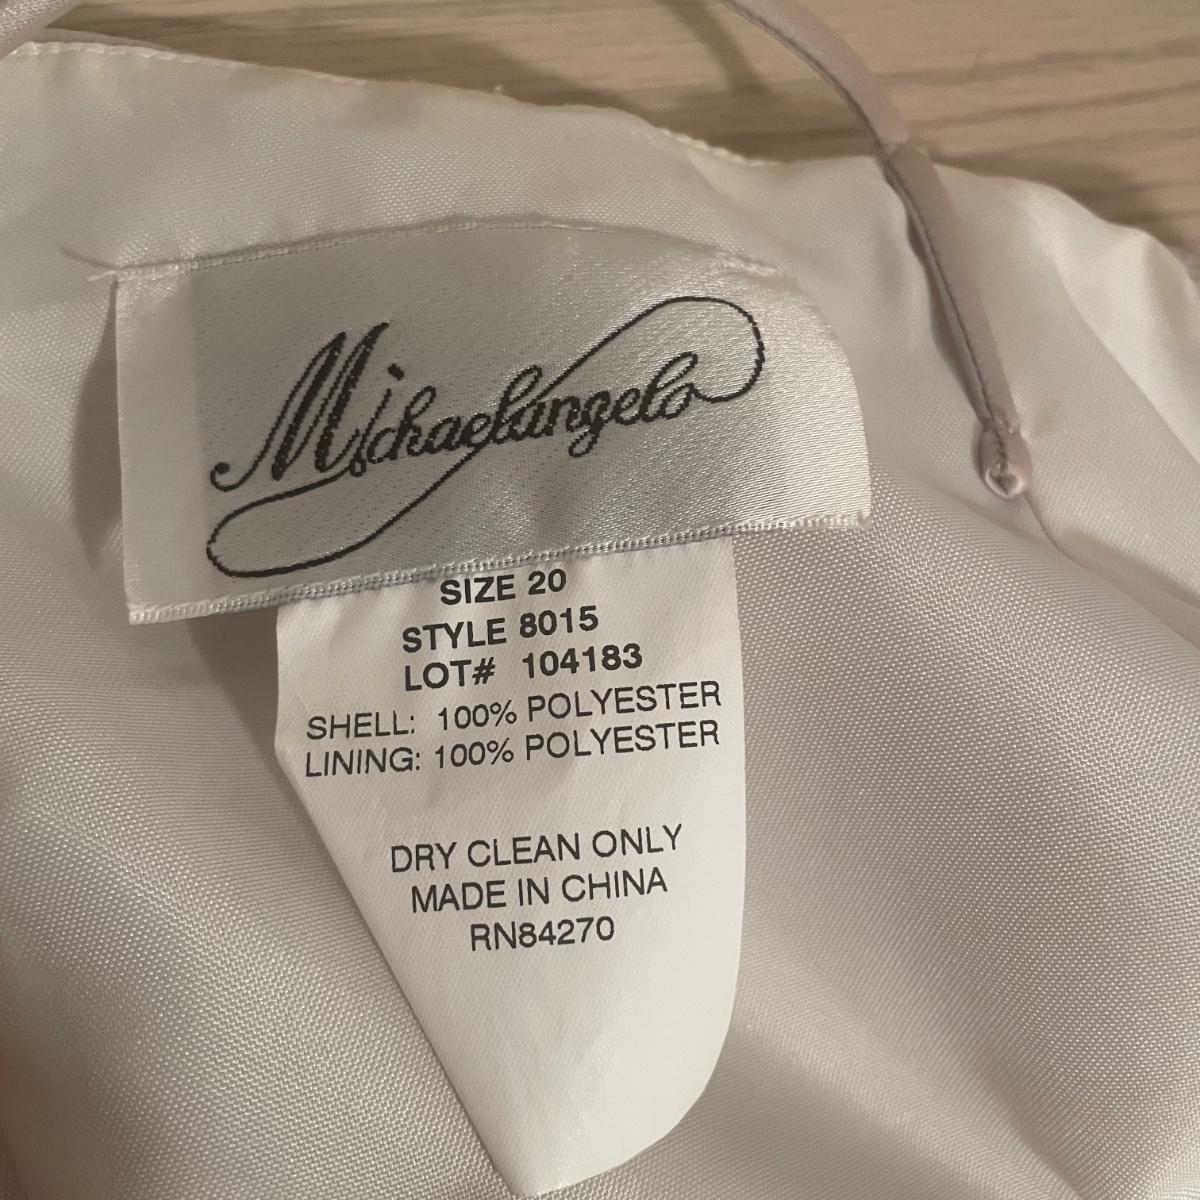 Michaelangelo
SIZE 20
STYLE 8015
LOT# 104183
SHELL: 100% POLYESTER
LINING: 100% POLYESTER
DRY CLEAN ONLY
MADE IN CHINA
RN84270